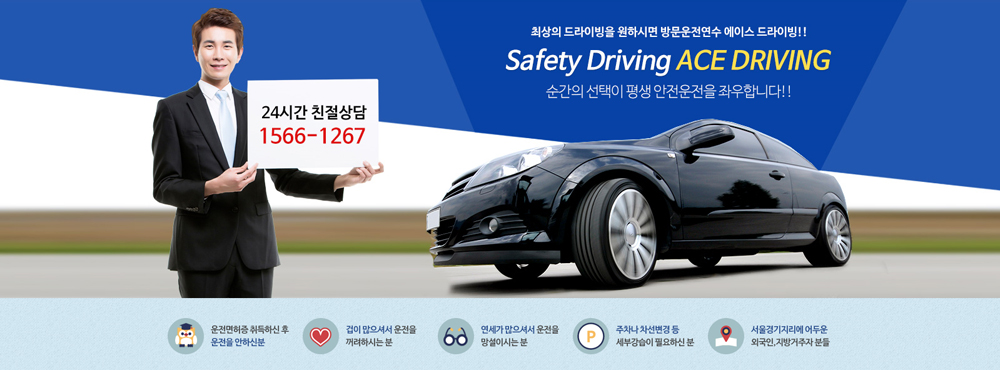 최상의 드라이빙을 원하시면 방문운전연수 에이스 드라이빙!!
Safety Driving ACE DRIVING
순간의 선택이 평생 안전운전을 좌우합니다!!
24시간 친절상담
1566-1267
운전면허증 취득하신 후
운전을 안하신분
겁이 많으셔서 운전을
꺼려하시는 분
연세가 많으셔서 운전을
망설이시는 분
P
주차나 차선변경 등
세부강습이 필요하신 분
서울경기지리에 어두운
외국인,지방거주자 분들